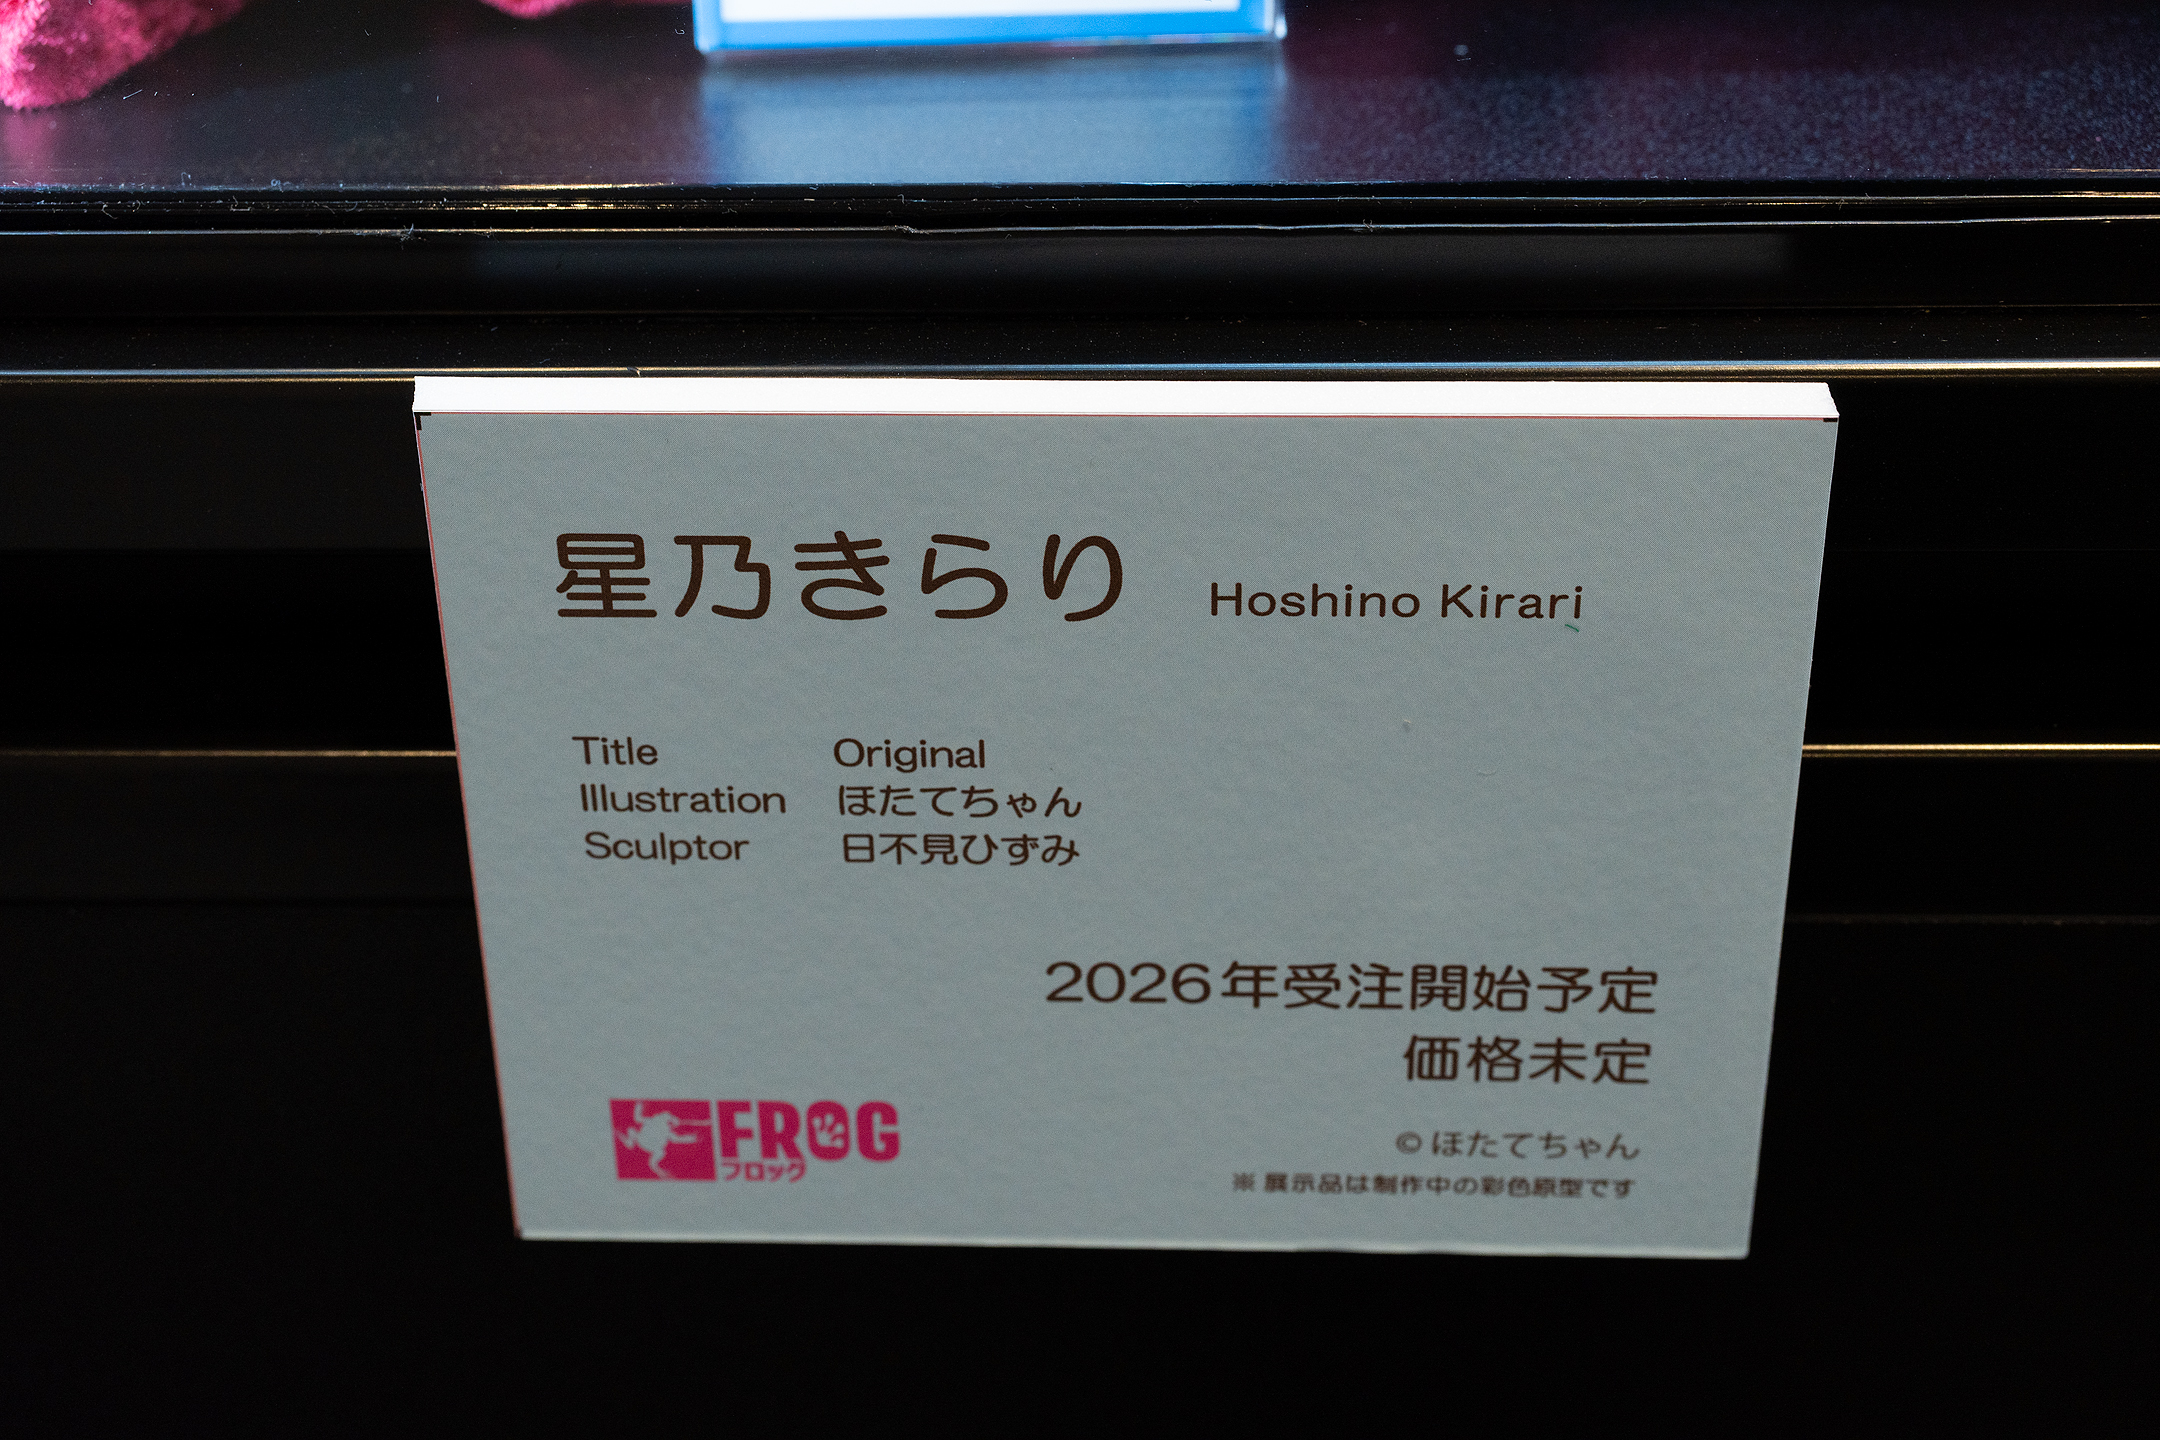 星乃きらり Hoshino Kirari
Title Original
Illustration ほたてちゃん
Sculptor 日不見ひずみ
2026年受注開始予定
価格未定
FROG
フロッグ
© ほたてちゃん
※ 展示品は制作中の彩色原型です